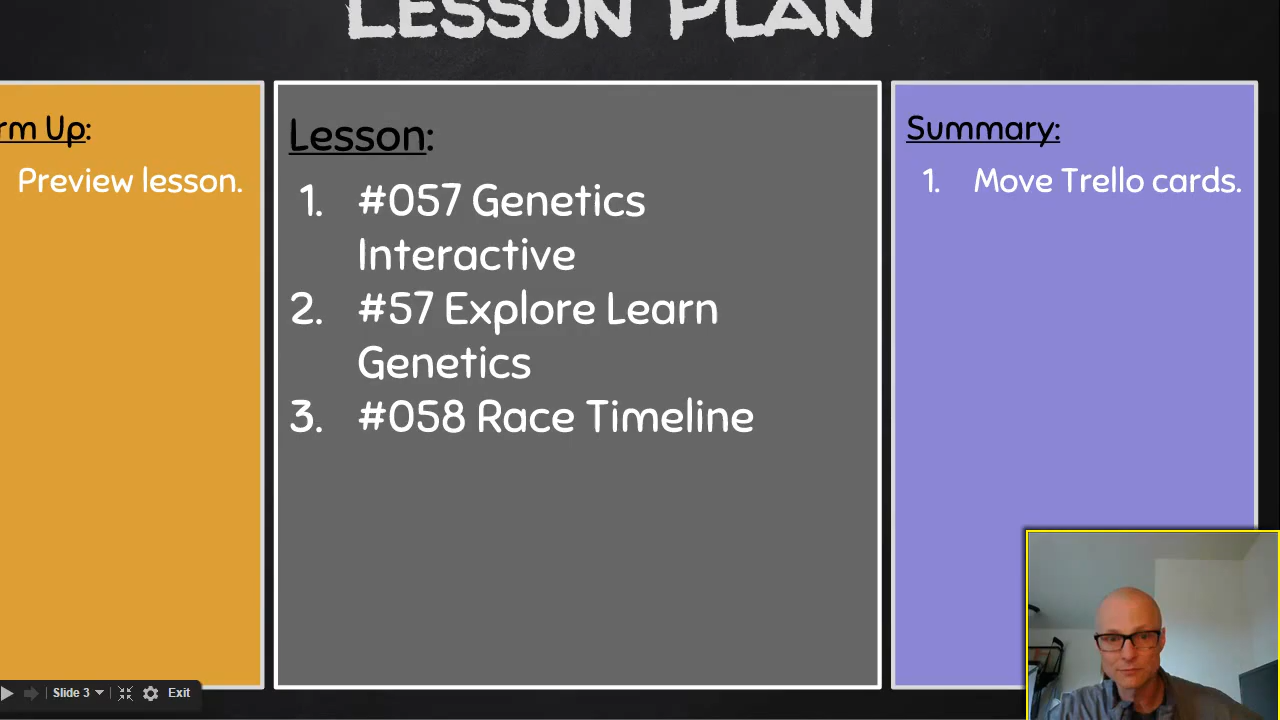 LESSON PLAN
rm Up:
Preview lesson.
Lesson:
1. #057 Genetics
Interactive
2. #57 Explore Learn
Genetics
3. #058 Race Timeline
Summary:
1. Move Trello cards.
Slide 3
Exit